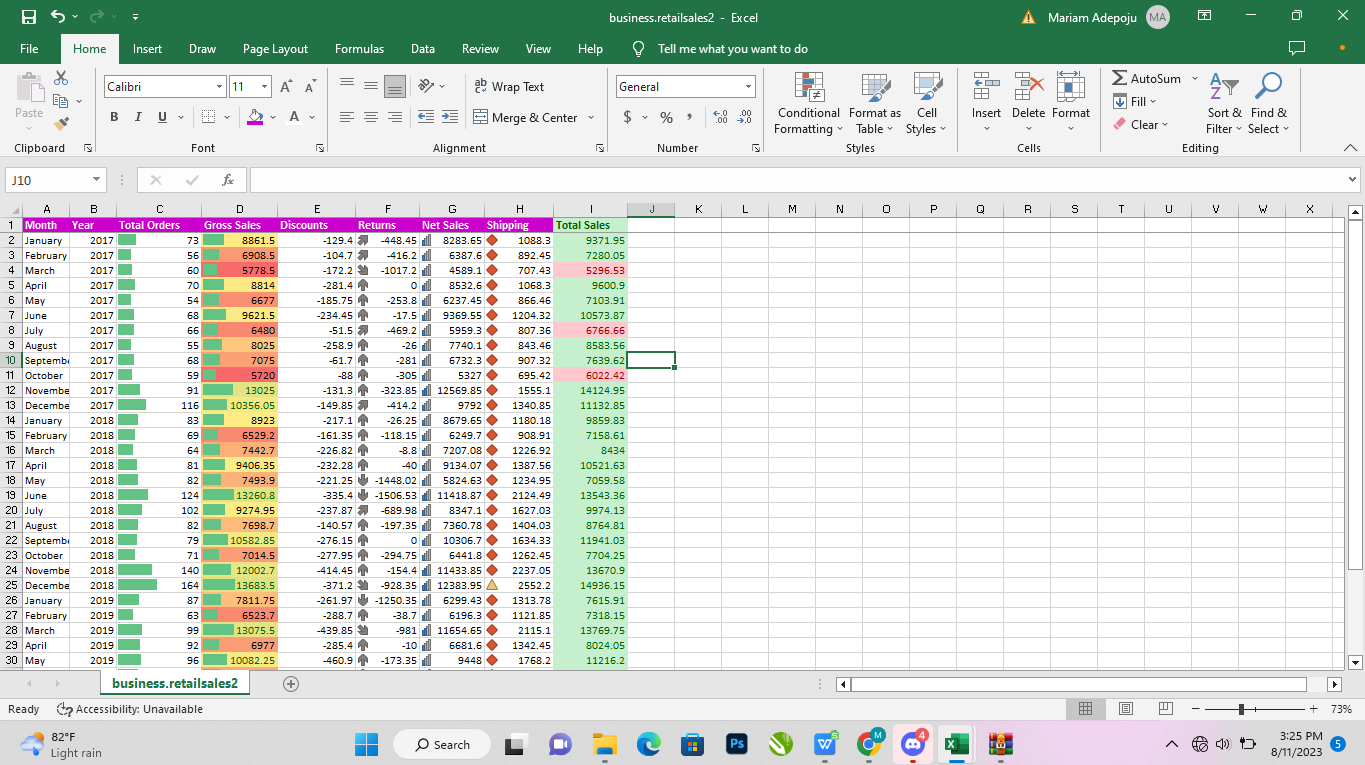 business.retailsales2 - Excel
Mariam Adepoju MA
File Home Insert Draw Page Layout Formulas Data Review View Help Tell me what you want to do
Paste
Calibri 11 A A
ab Wrap Text
General
B I U A
Merge & Center
$ % ,
Conditional Formatting
Format as Table
Cell Styles
Insert Delete Format
AutoSum
Fill
Clear
Sort & Filter
Find & Select
Clipboard Font Alignment Number Styles Cells Editing
J10 fx
A B C D E F G H I J K L M N O P Q R S T U V W X
1 Month Year Total Orders Gross Sales Discounts Returns Net Sales Shipping Total Sales
2 January 2017 73 8861.5 -129.4 -448.45 8283.65 1088.3 9371.95
3 February 2017 56 6908.5 -104.7 -416.2 6387.6 892.45 7280.05
4 March 2017 60 5778.5 -172.2 -1017.2 4589.1 707.43 5296.53
5 April 2017 70 8814 -281.4 0 8532.6 1068.3 9600.9
6 May 2017 54 6677 -185.75 -253.8 6237.45 866.46 7103.91
7 June 2017 68 9621.5 -234.45 -17.5 9369.55 1204.32 10573.87
8 July 2017 66 6480 -51.5 -469.2 5959.3 807.36 6766.66
9 August 2017 55 8025 -258.9 -26 7740.1 843.46 8583.56
10 Septembe 2017 68 7075 -61.7 -281 6732.3 907.32 7639.62
11 October 2017 59 5720 -88 -305 5327 695.42 6022.42
12 Novembe 2017 91 13025 -131.3 -323.85 12569.85 1555.1 14124.95
13 Decembe 2017 116 10356.05 -149.85 -414.2 9792 1340.85 11132.85
14 January 2018 83 8923 -217.1 -26.25 8679.65 1180.18 9859.83
15 February 2018 69 6529.2 -161.35 -118.15 6249.7 908.91 7158.61
16 March 2018 64 7442.7 -226.82 -8.8 7207.08 1226.92 8434
17 April 2018 81 9406.35 -232.28 -40 9134.07 1387.56 10521.63
18 May 2018 82 7493.9 -221.25 -1448.02 5824.63 1234.95 7059.58
19 June 2018 124 13260.8 -335.4 -1506.53 11418.87 2124.49 13543.36
20 July 2018 102 9274.95 -237.87 -689.98 8347.1 1627.03 9974.13
21 August 2018 82 7698.7 -140.57 -197.35 7360.78 1404.03 8764.81
22 Septembe 2018 79 10582.85 -276.15 0 10306.7 1634.33 11941.03
23 October 2018 71 7014.5 -277.95 -294.75 6441.8 1262.45 7704.25
24 Novembe 2018 140 12002.7 -414.45 -154.4 11433.85 2237.05 13670.9
25 Decembe 2018 164 13683.5 -371.2 -928.35 12383.95 2552.2 14936.15
26 January 2019 87 7811.75 -261.97 -1250.35 6299.43 1313.78 7615.91
27 February 2019 63 6523.7 -288.7 -38.7 6196.3 1121.85 7318.15
28 March 2019 99 13075.5 -439.85 -981 11654.65 2115.1 13769.75
29 April 2019 92 6977 -285.4 -10 6681.6 1342.45 8024.05
30 May 2019 96 10082.25 -460.9 -173.35 9448 1768.2 11216.2
business.retailsales2
Ready Accessibility: Unavailable 73%
82°F
Light rain
Search
Ps
W S
M
4
3:25 PM
8/11/2023
5